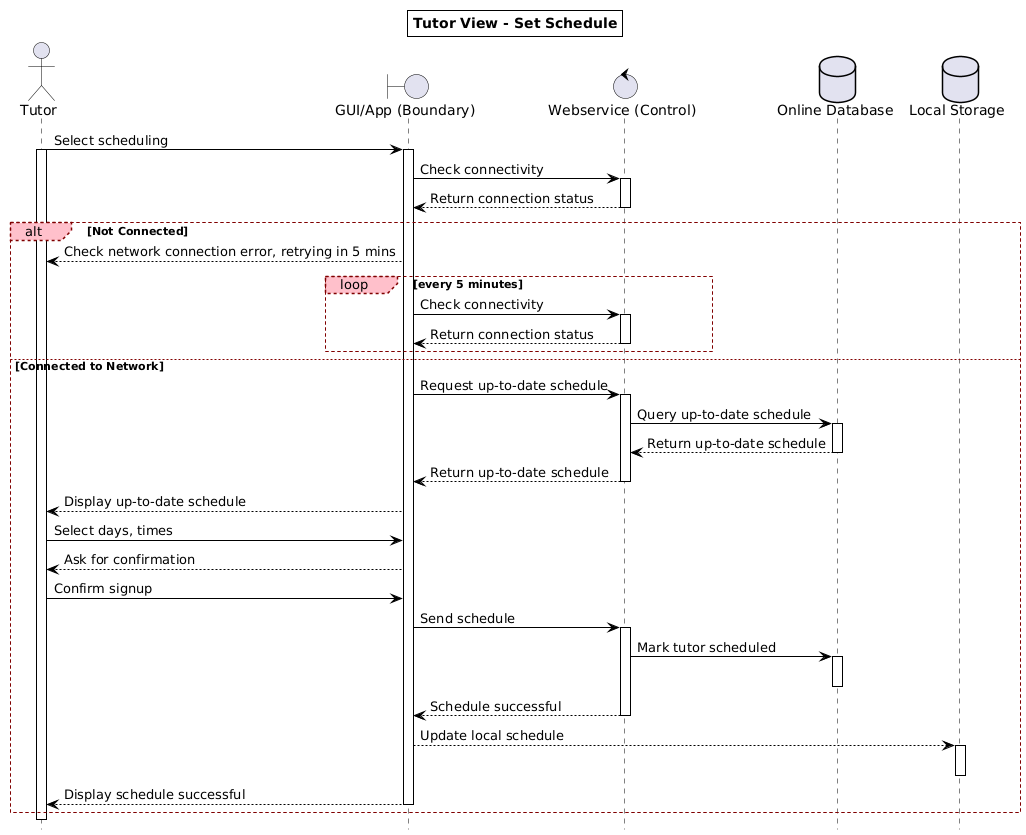 Tutor View - Set Schedule
Tutor
GUI/App (Boundary)
Webservice (Control)
Online Database
Local Storage
Select scheduling
Check connectivity
Return connection status
alt
[Not Connected]
Check network connection error, retrying in 5 mins
loop
[every 5 minutes]
Check connectivity
Return connection status
[Connected to Network]
Request up-to-date schedule
Query up-to-date schedule
Return up-to-date schedule
Return up-to-date schedule
Display up-to-date schedule
Select days, times
Ask for confirmation
Confirm signup
Send schedule
Mark tutor scheduled
Schedule successful
Update local schedule
Display schedule successful